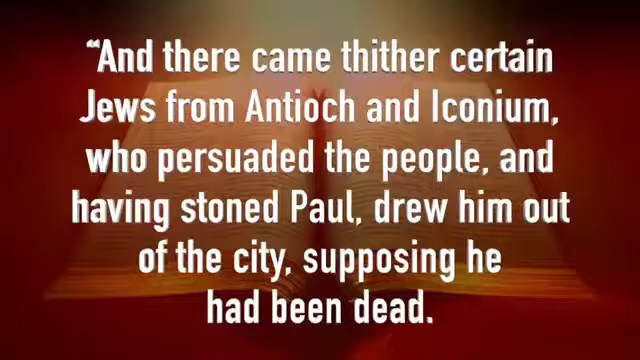 “And there came thither certain
Jews from Antioch and Iconium,
who persuaded the people, and
having stoned Paul, drew him out
of the city, supposing he
had been dead.